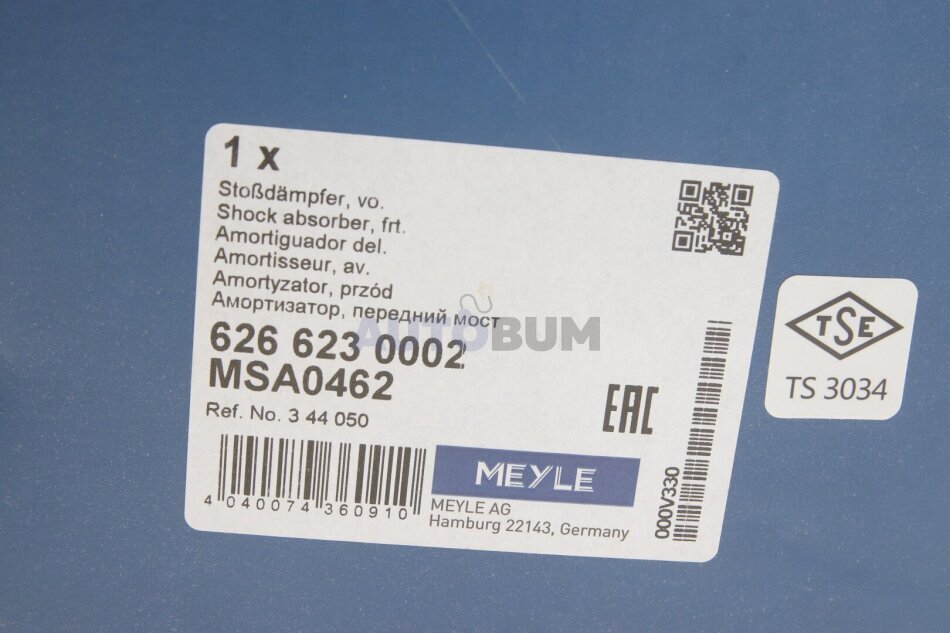 1 x
Stoßdämpfer, vo.
Shock absorber, frt.
Amortiguador del.
Amortisseur, av.
Amortyzator, przód
Амортизатор, передний мост
AUTOBUM
626 623 0002
MSA0462
Ref. No. 3 44 050
EAC
4 040074 360910
MEYLE
MEYLE AG
Hamburg 22143, Germany
000V330
TSE
TS 3034